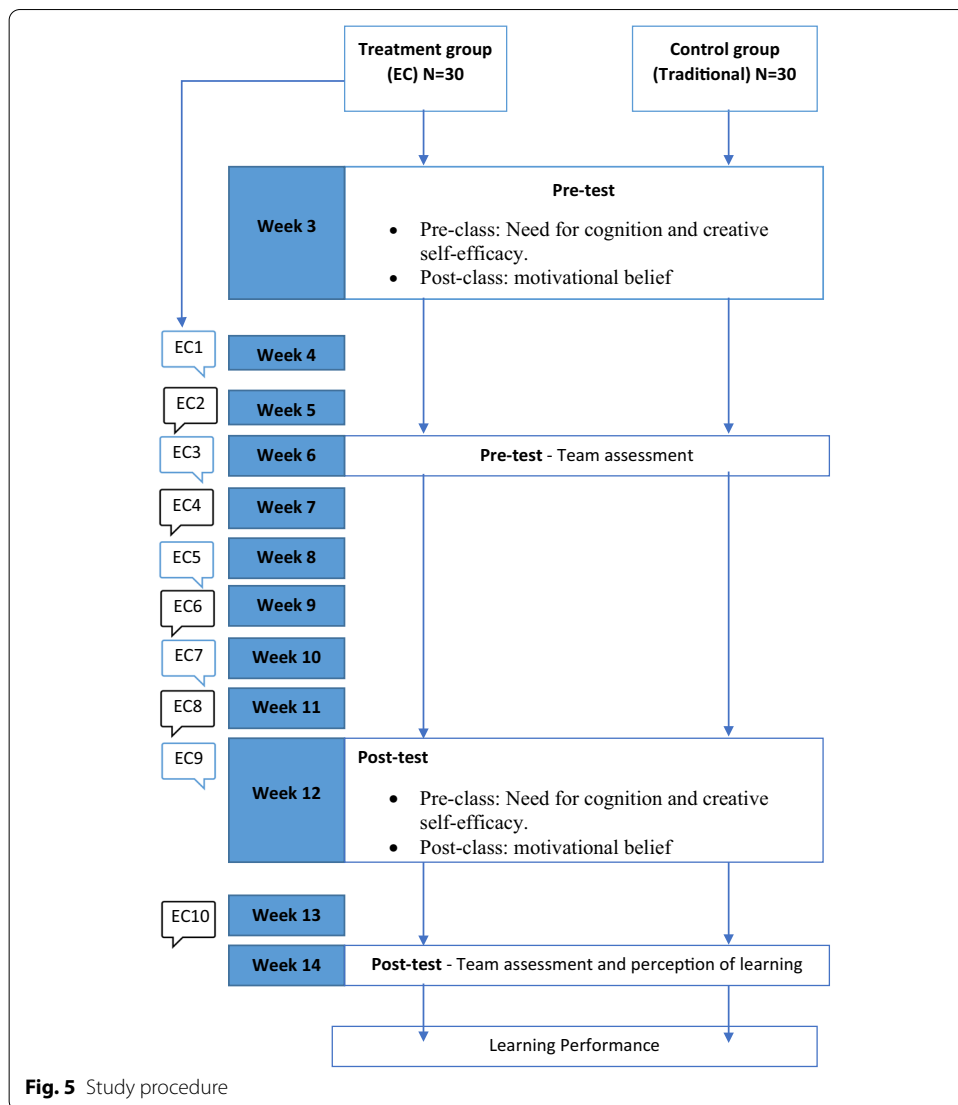 Treatment group
(EC) N=30
Control group
(Traditional) N=30
Week 3
Pre-test
• Pre-class: Need for cognition and creative
self-efficacy.
• Post-class: motivational belief
EC1
Week 4
EC2
Week 5
EC3
Week 6
Pre-test - Team assessment
EC4
Week 7
EC5
Week 8
EC6
Week 9
EC7
Week 10
EC8
Week 11
EC9
Week 12
Post-test
• Pre-class: Need for cognition and creative
self-efficacy.
• Post-class: motivational belief
EC10
Week 13
Week 14
Post-test - Team assessment and perception of learning
Learning Performance
Fig. 5 Study procedure